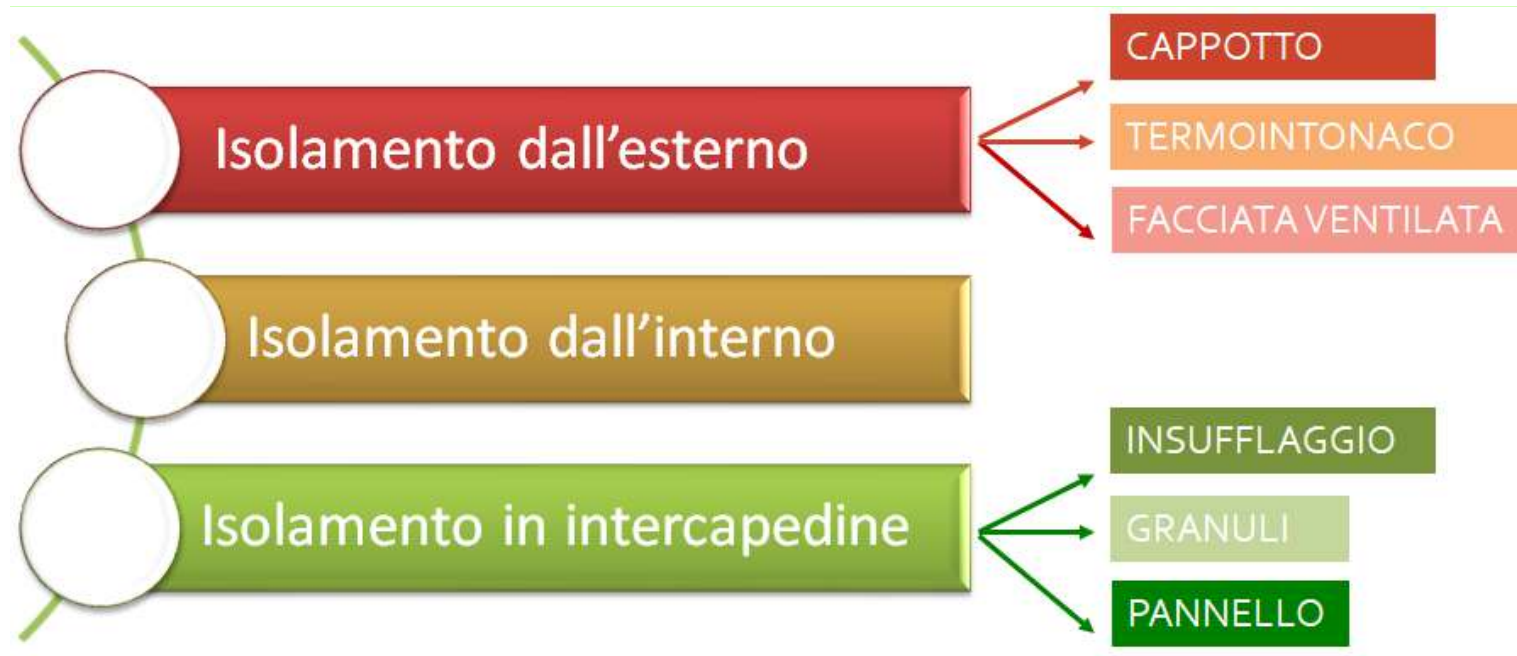 Isolamento dall’esterno
CAPPOTTO
TERMOINTONACO
FACCIATA VENTILATA
Isolamento dall’interno
Isolamento in intercapedine
INSUFFLAGGIO
GRANULI
PANNELLO